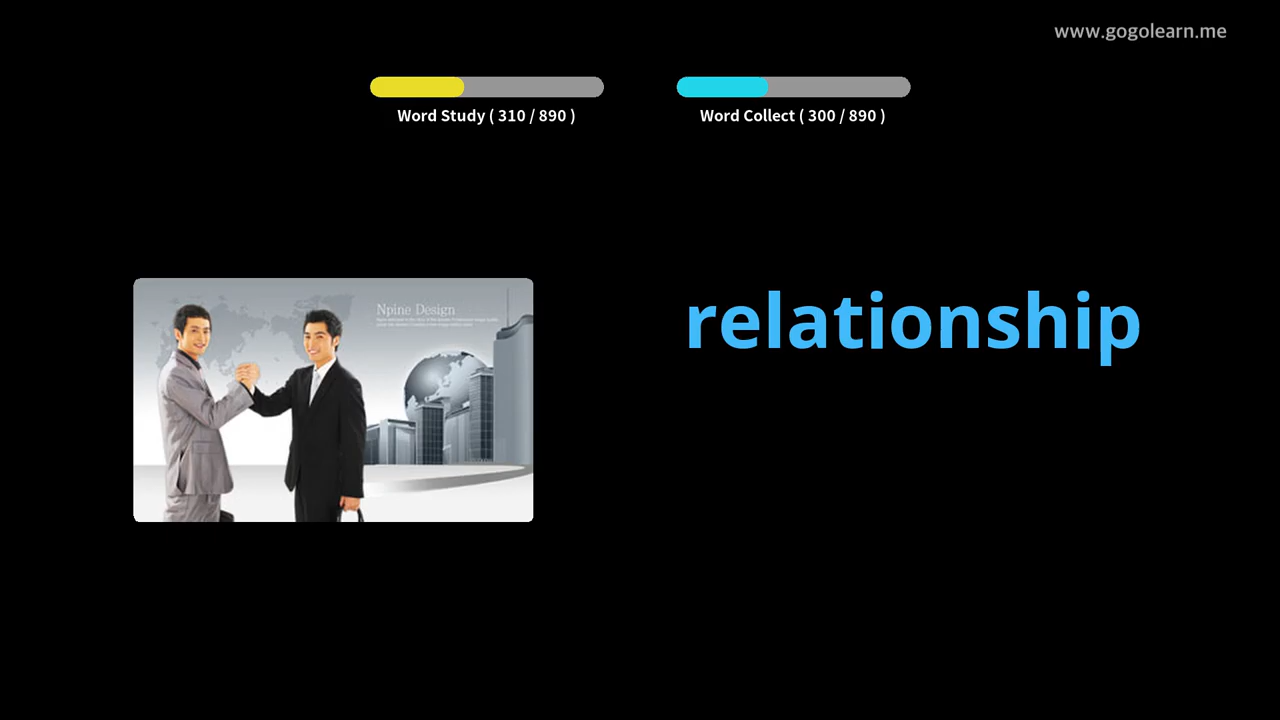 www.gogolearn.me
Word Study ( 310 / 890 )
Word Collect ( 300 / 890 )
Npine Design
relationship